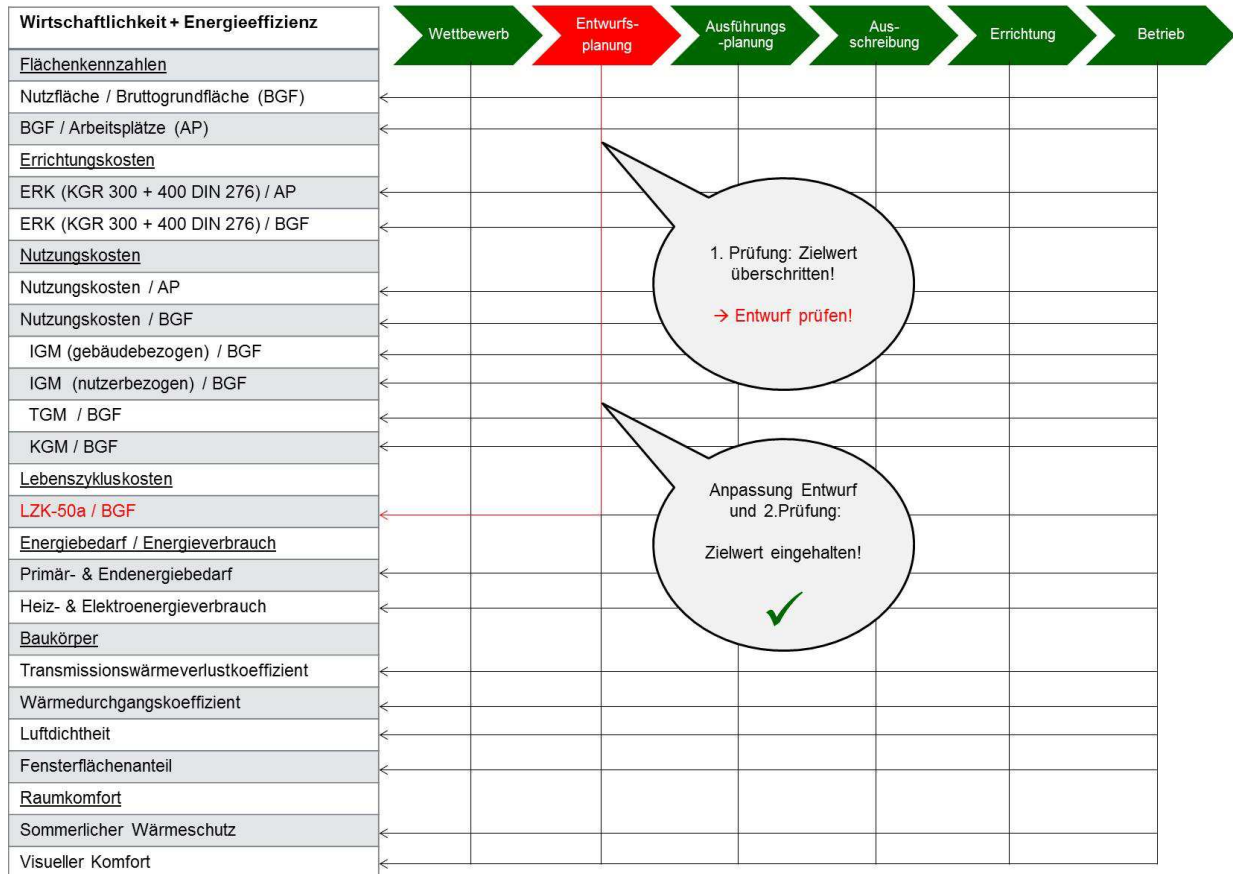 Wirtschaftlichkeit + Energieeffizienz
Wettbewerb
Entwurfs-
planung
Ausführungs
-planung
Aus-
schreibung
Errichtung
Betrieb
Flächenkennzahlen
Nutzfläche / Bruttogrundfläche (BGF)
BGF / Arbeitsplätze (AP)
Errichtungskosten
ERK (KGR 300 + 400 DIN 276) / AP
ERK (KGR 300 + 400 DIN 276) / BGF
Nutzungskosten
Nutzungskosten / AP
Nutzungskosten / BGF
IGM (gebäudebezogen) / BGF
IGM (nutzerbezogen) / BGF
TGM / BGF
KGM / BGF
Lebenszykluskosten
LZK-50a / BGF
Energiebedarf / Energieverbrauch
Primär- & Endenergiebedarf
Heiz- & Elektroenergieverbrauch
Baukörper
Transmissionswärmeverlustkoeffizient
Wärmedurchgangskoeffizient
Luftdichtheit
Fensterflächenanteil
Raumkomfort
Sommerlicher Wärmeschutz
Visueller Komfort
1. Prüfung: Zielwert
überschritten!
→ Entwurf prüfen!
Anpassung Entwurf
und 2.Prüfung:
Zielwert eingehalten!